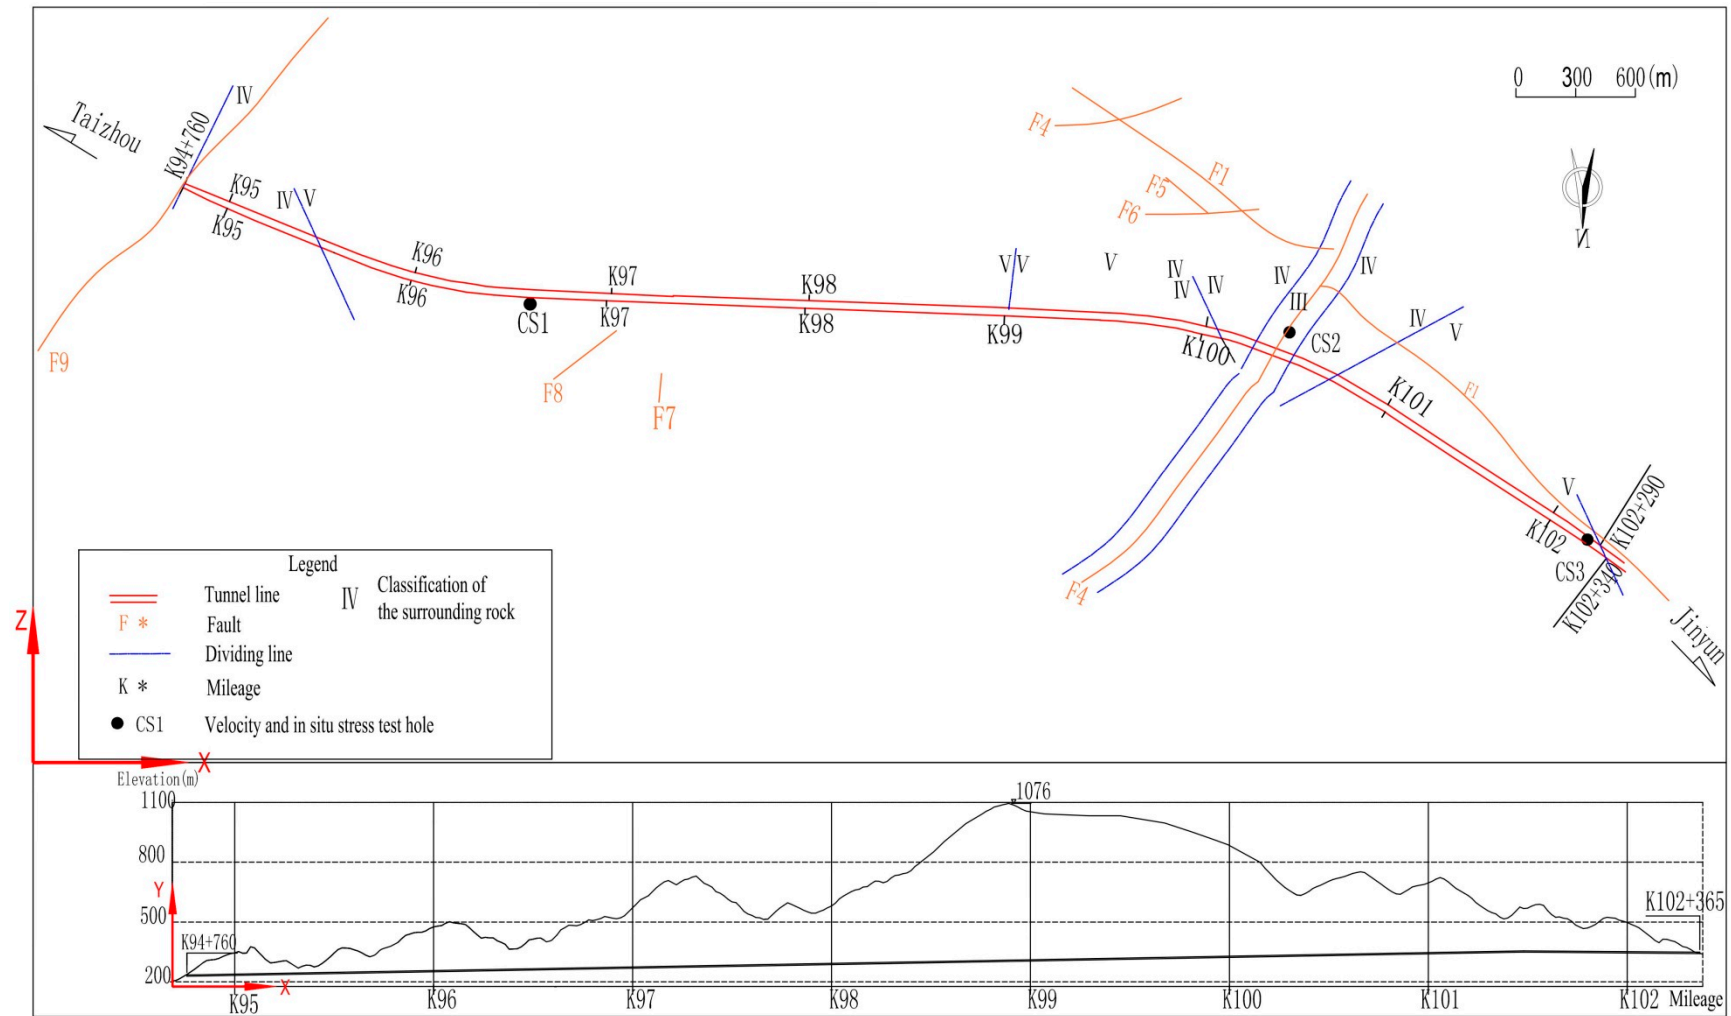 0 300 600(m)
Taizhou
K94+760
IV
K95
K95
IV V
K96
K96
CS1
K97
K97
K98
K98
V V
K99
V
IV
IV IV
K100
F4
F1
F5
F6
IV
IV
III
CS2
IV
V
K101
F1
N
F9
F8
F7
F4
V
K102
CS3
K102+290
K102+340
Jinyun
Legend
Tunnel line
IV Classification of
the surrounding rock
F * Fault
Dividing line
K * Mileage
CS1 Velocity and in situ stress test hole
Z
X
Elevation(m)
1100
800
500
200
Y
X
K94+760
1076
K102+365
K95 K96 K97 K98 K99 K100 K101 K102 Mileage